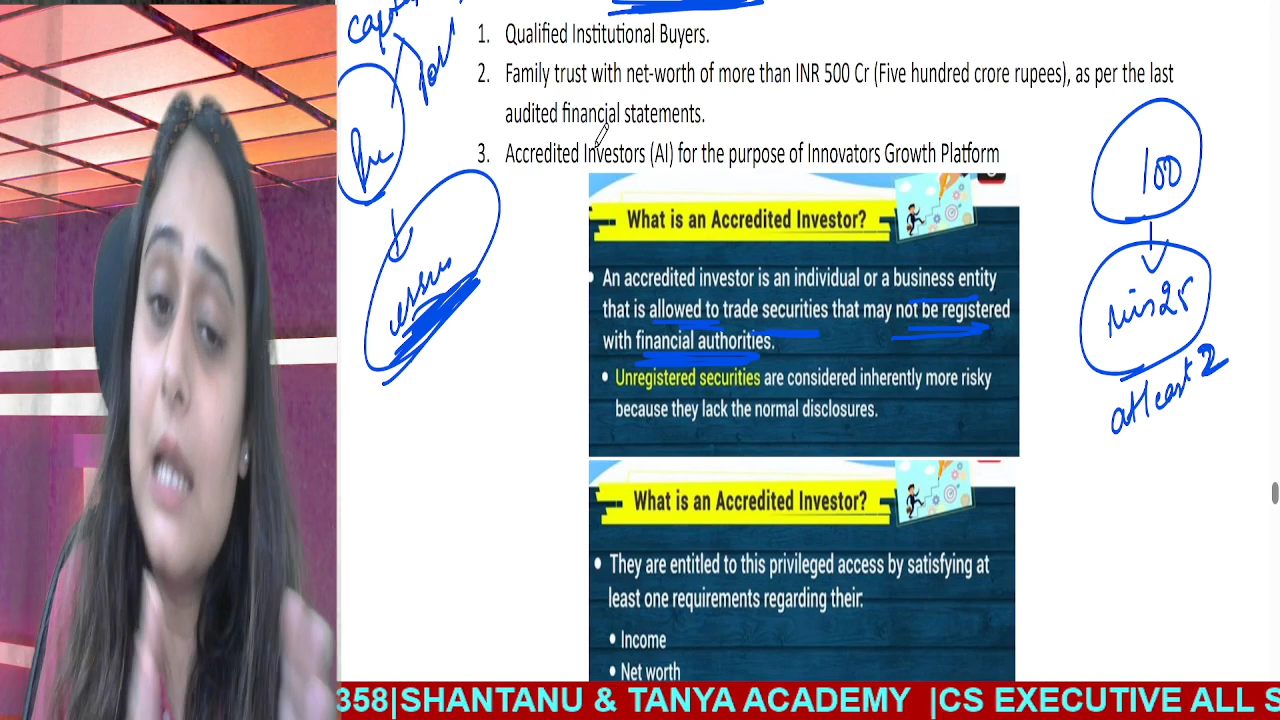 1. Qualified Institutional Buyers.
2. Family trust with net-worth of more than INR 500 Cr (Five hundred crore rupees), as per the last
audited financial statements.
3. Accredited Investors (AI) for the purpose of Innovators Growth Platform
What is an Accredited Investor?
An accredited investor is an individual or a business entity
that is allowed to trade securities that may not be registered
with financial authorities.
• Unregistered securities are considered inherently more risky
because they lack the normal disclosures.
What is an Accredited Investor?
• They are entitled to this privileged access by satisfying at
least one requirements regarding their:
• Income
• Net worth
100
min 25
atleast 2
Pre
issue
358|SHANTANU & TANYA ACADEMY |CS EXECUTIVE ALL S